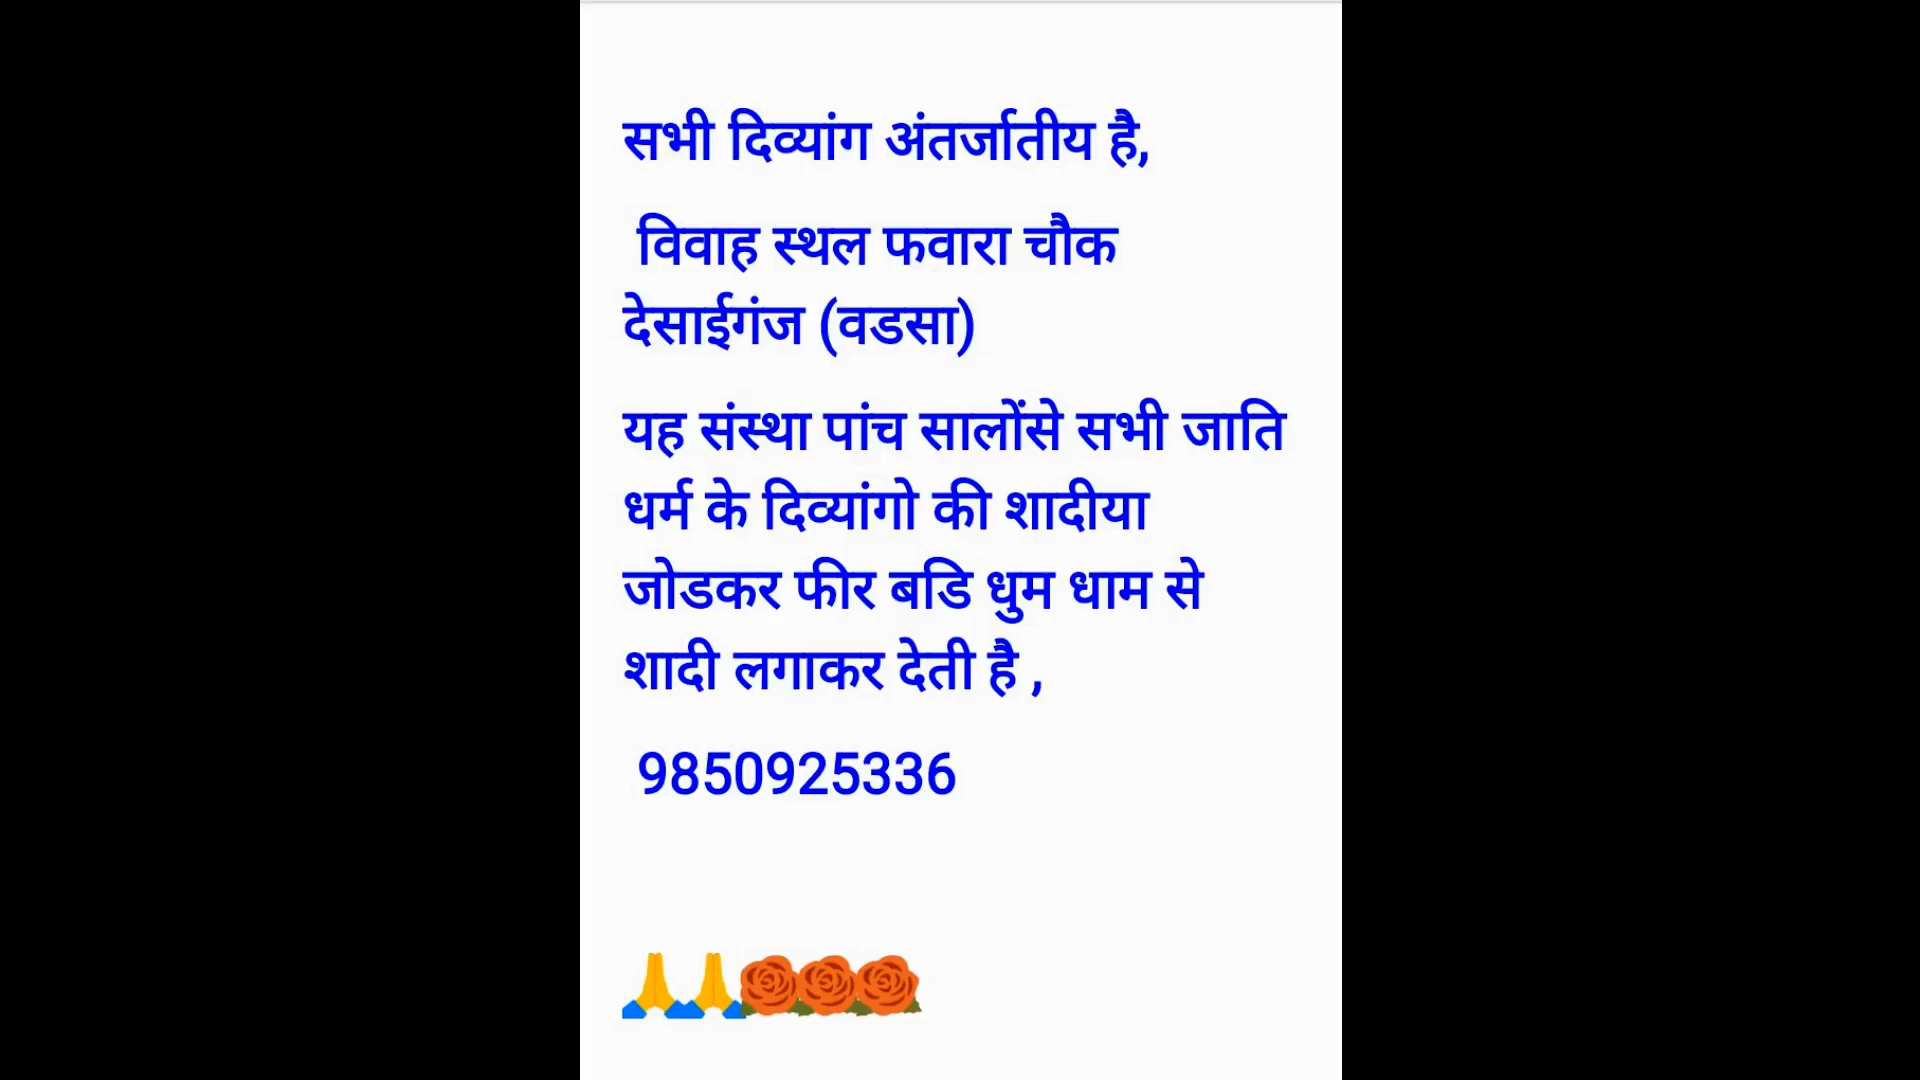 सभी दिव्यांग अंतर्जातीय है,
विवाह स्थल फवारा चौक
देसाईगंज (वडसा)
यह संस्था पांच सालोंसे सभी जाति
धर्म के दिव्यांगो की शादीया
जोडकर फीर बडि धुम धाम से
शादी लगाकर देती है ,
9850925336
🙏🙏🌹🌹🌹